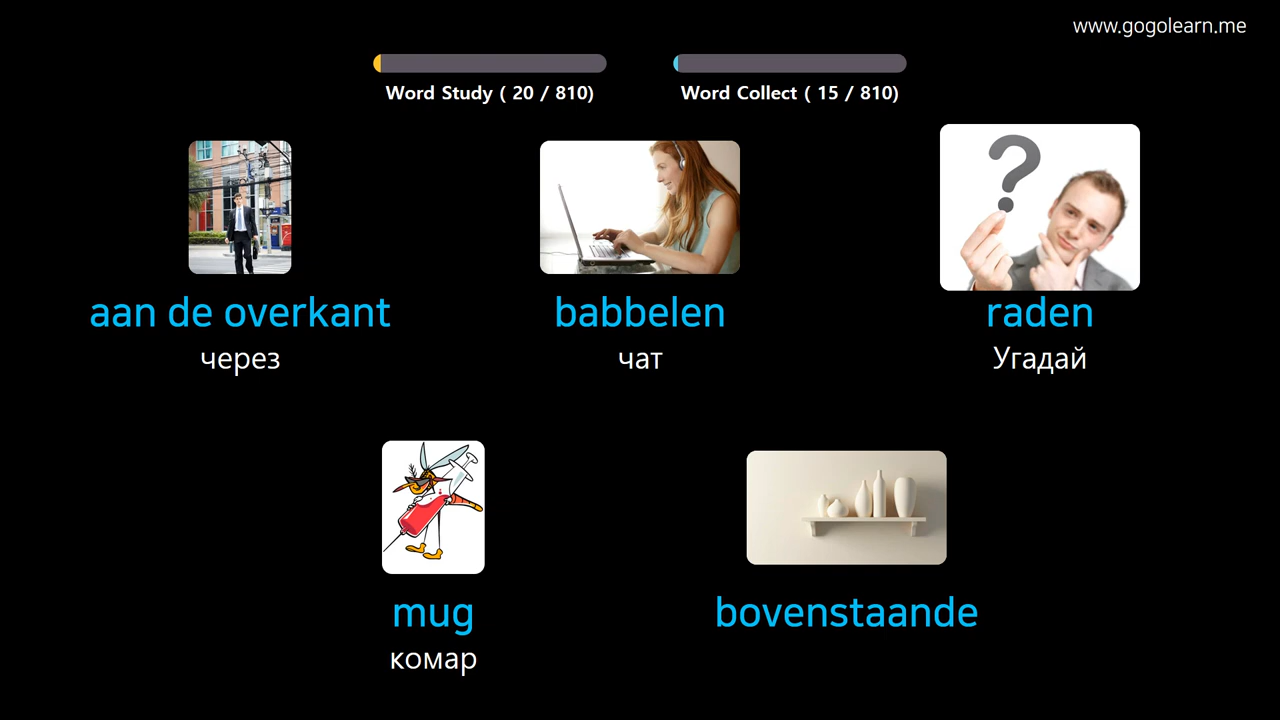 www.gogolearn.me
Word Study ( 20 / 810)
Word Collect ( 15 / 810)
aan de overkant
через
babbelen
чат
raden
Угадай
mug
комар
bovenstaande